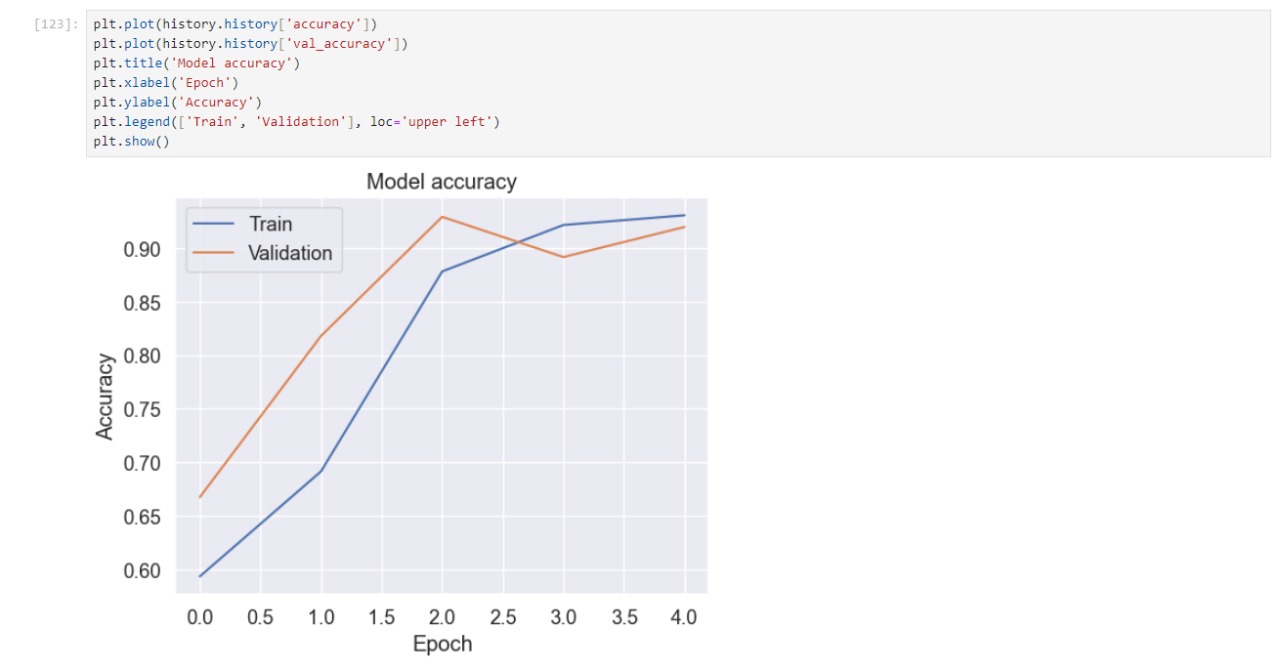 [123]: plt.plot(history.history['accuracy'])
plt.plot(history.history['val_accuracy'])
plt.title('Model accuracy')
plt.xlabel('Epoch')
plt.ylabel('Accuracy')
plt.legend(['Train', 'Validation'], loc='upper left')
plt.show()
Model accuracy
Train
Validation
0.90
0.85
0.80
0.75
0.70
0.65
0.60
Accuracy
0.0 0.5 1.0 1.5 2.0 2.5 3.0 3.5 4.0
Epoch